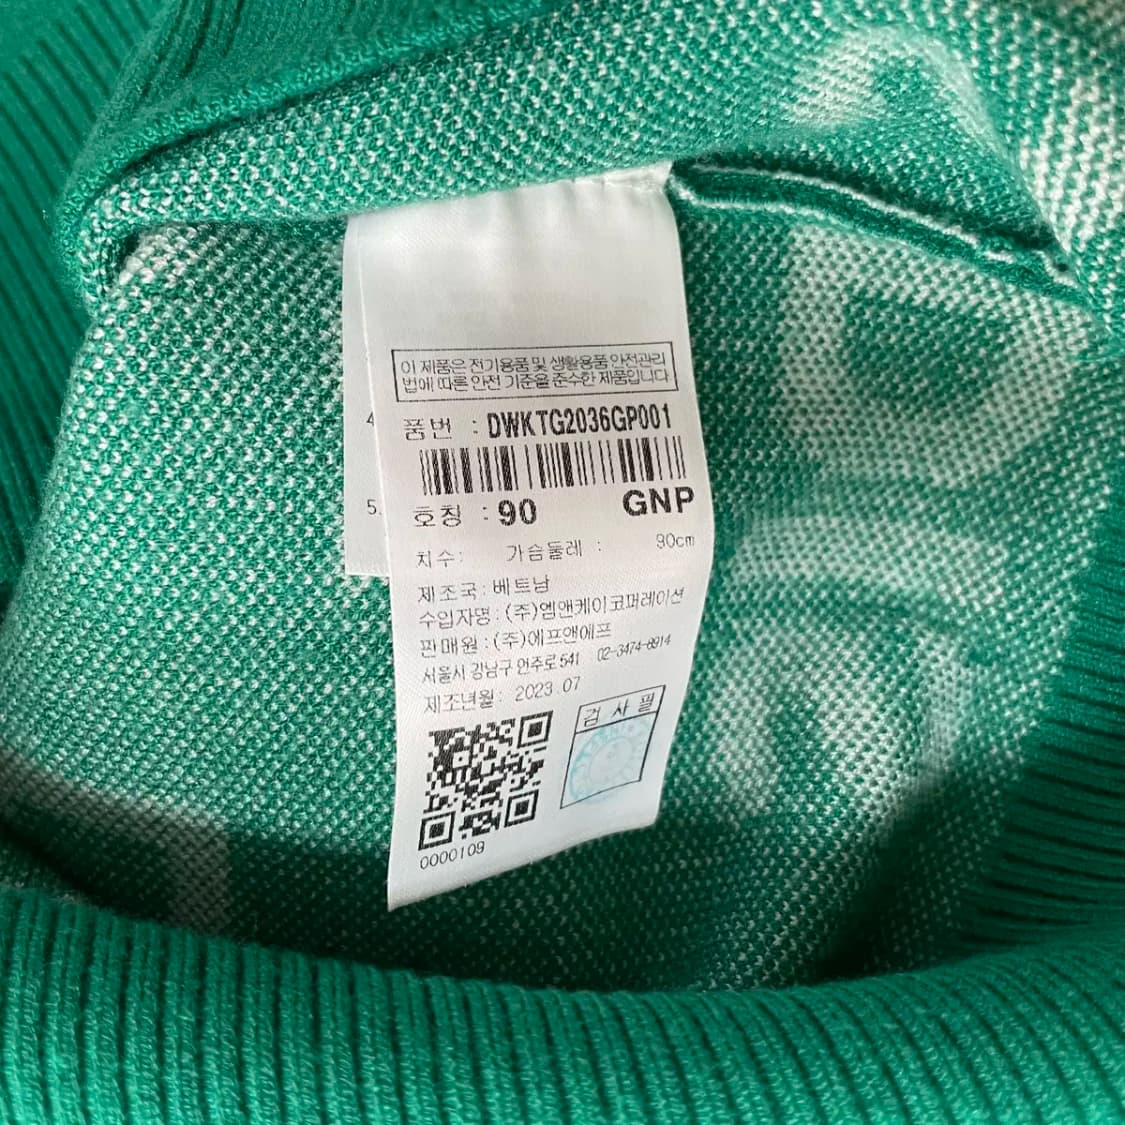 이 제품은 전기용품 및 생활용품 안전관리
법에 따른 안전 기준을 준수한 제품입니다
4
품번 : DWKTG2036GP001
5.
호칭 : 90 GNP
치수: 가슴둘레 : 90cm
제조국: 베트남
수입자명: (주)엠앤케이코퍼레이션
판매원: (주)에프앤에프
서울시 강남구 언주로 541 02-3474-8914
제조년월: 2023.07
검사필
0000109